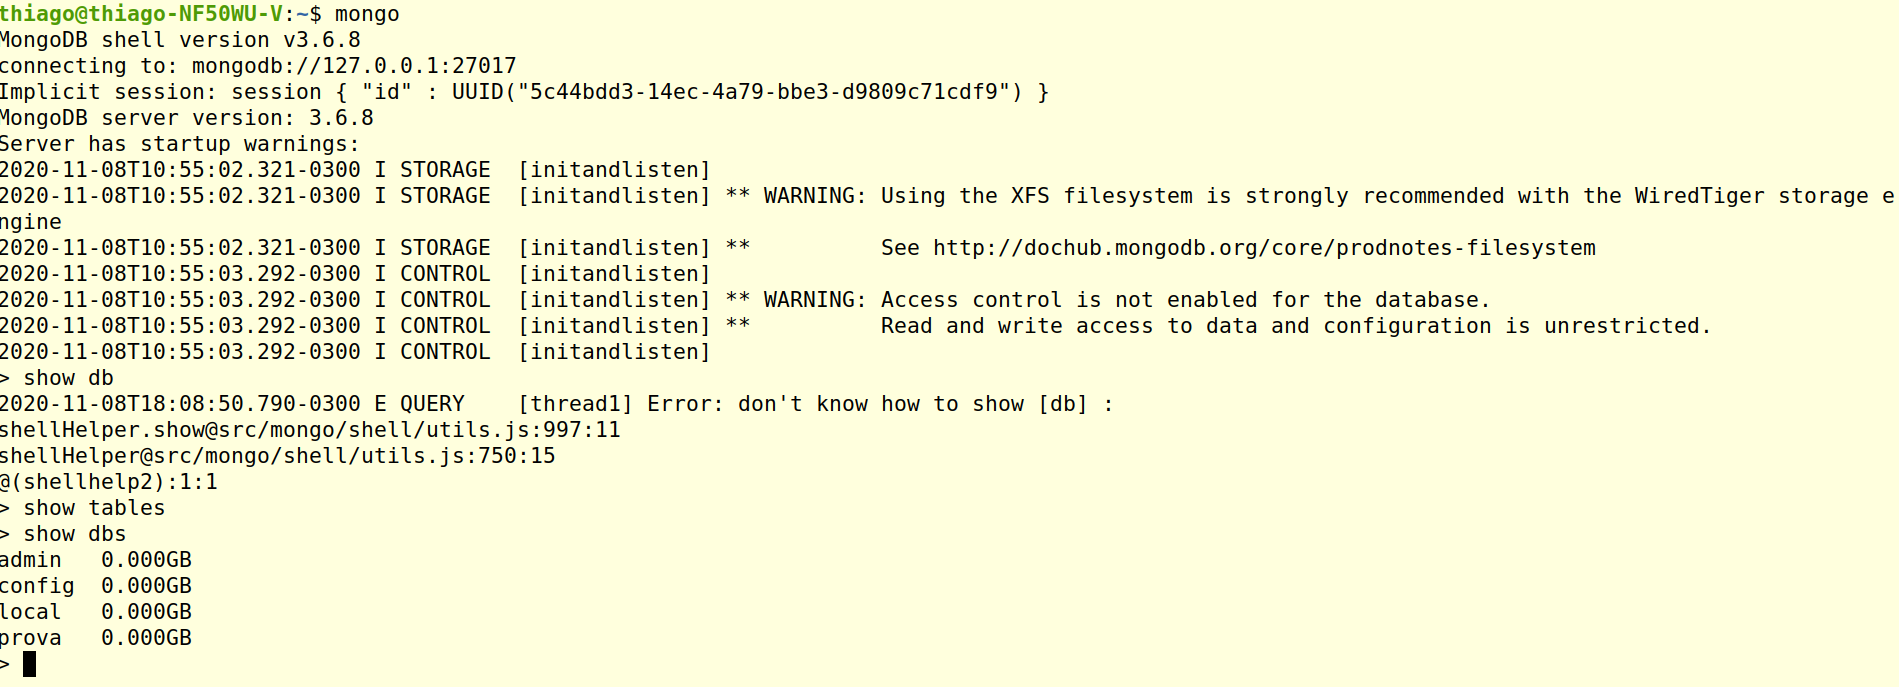 thiago@thiago-NF50WU-V:~$ mongo
MongoDB shell version v3.6.8
connecting to: mongodb://127.0.0.1:27017
Implicit session: session { "id" : UUID("5c44bdd3-14ec-4a79-bbe3-d9809c71cdf9") }
MongoDB server version: 3.6.8
Server has startup warnings:
2020-11-08T10:55:02.321-0300 I STORAGE  [initandlisten]
2020-11-08T10:55:02.321-0300 I STORAGE  [initandlisten] ** WARNING: Using the XFS filesystem is strongly recommended with the WiredTiger storage e
ngine
2020-11-08T10:55:02.321-0300 I STORAGE  [initandlisten] **          See http://dochub.mongodb.org/core/prodnotes-filesystem
2020-11-08T10:55:03.292-0300 I CONTROL  [initandlisten]
2020-11-08T10:55:03.292-0300 I CONTROL  [initandlisten] ** WARNING: Access control is not enabled for the database.
2020-11-08T10:55:03.292-0300 I CONTROL  [initandlisten] **          Read and write access to data and configuration is unrestricted.
2020-11-08T10:55:03.292-0300 I CONTROL  [initandlisten]
> show db
2020-11-08T18:08:50.790-0300 E QUERY    [thread1] Error: don't know how to show [db] :
shellHelper.show@src/mongo/shell/utils.js:997:11
shellHelper@src/mongo/shell/utils.js:750:15
@(shellhelp2):1:1
> show tables
> show dbs
admin   0.000GB
config  0.000GB
local   0.000GB
prova   0.000GB
>